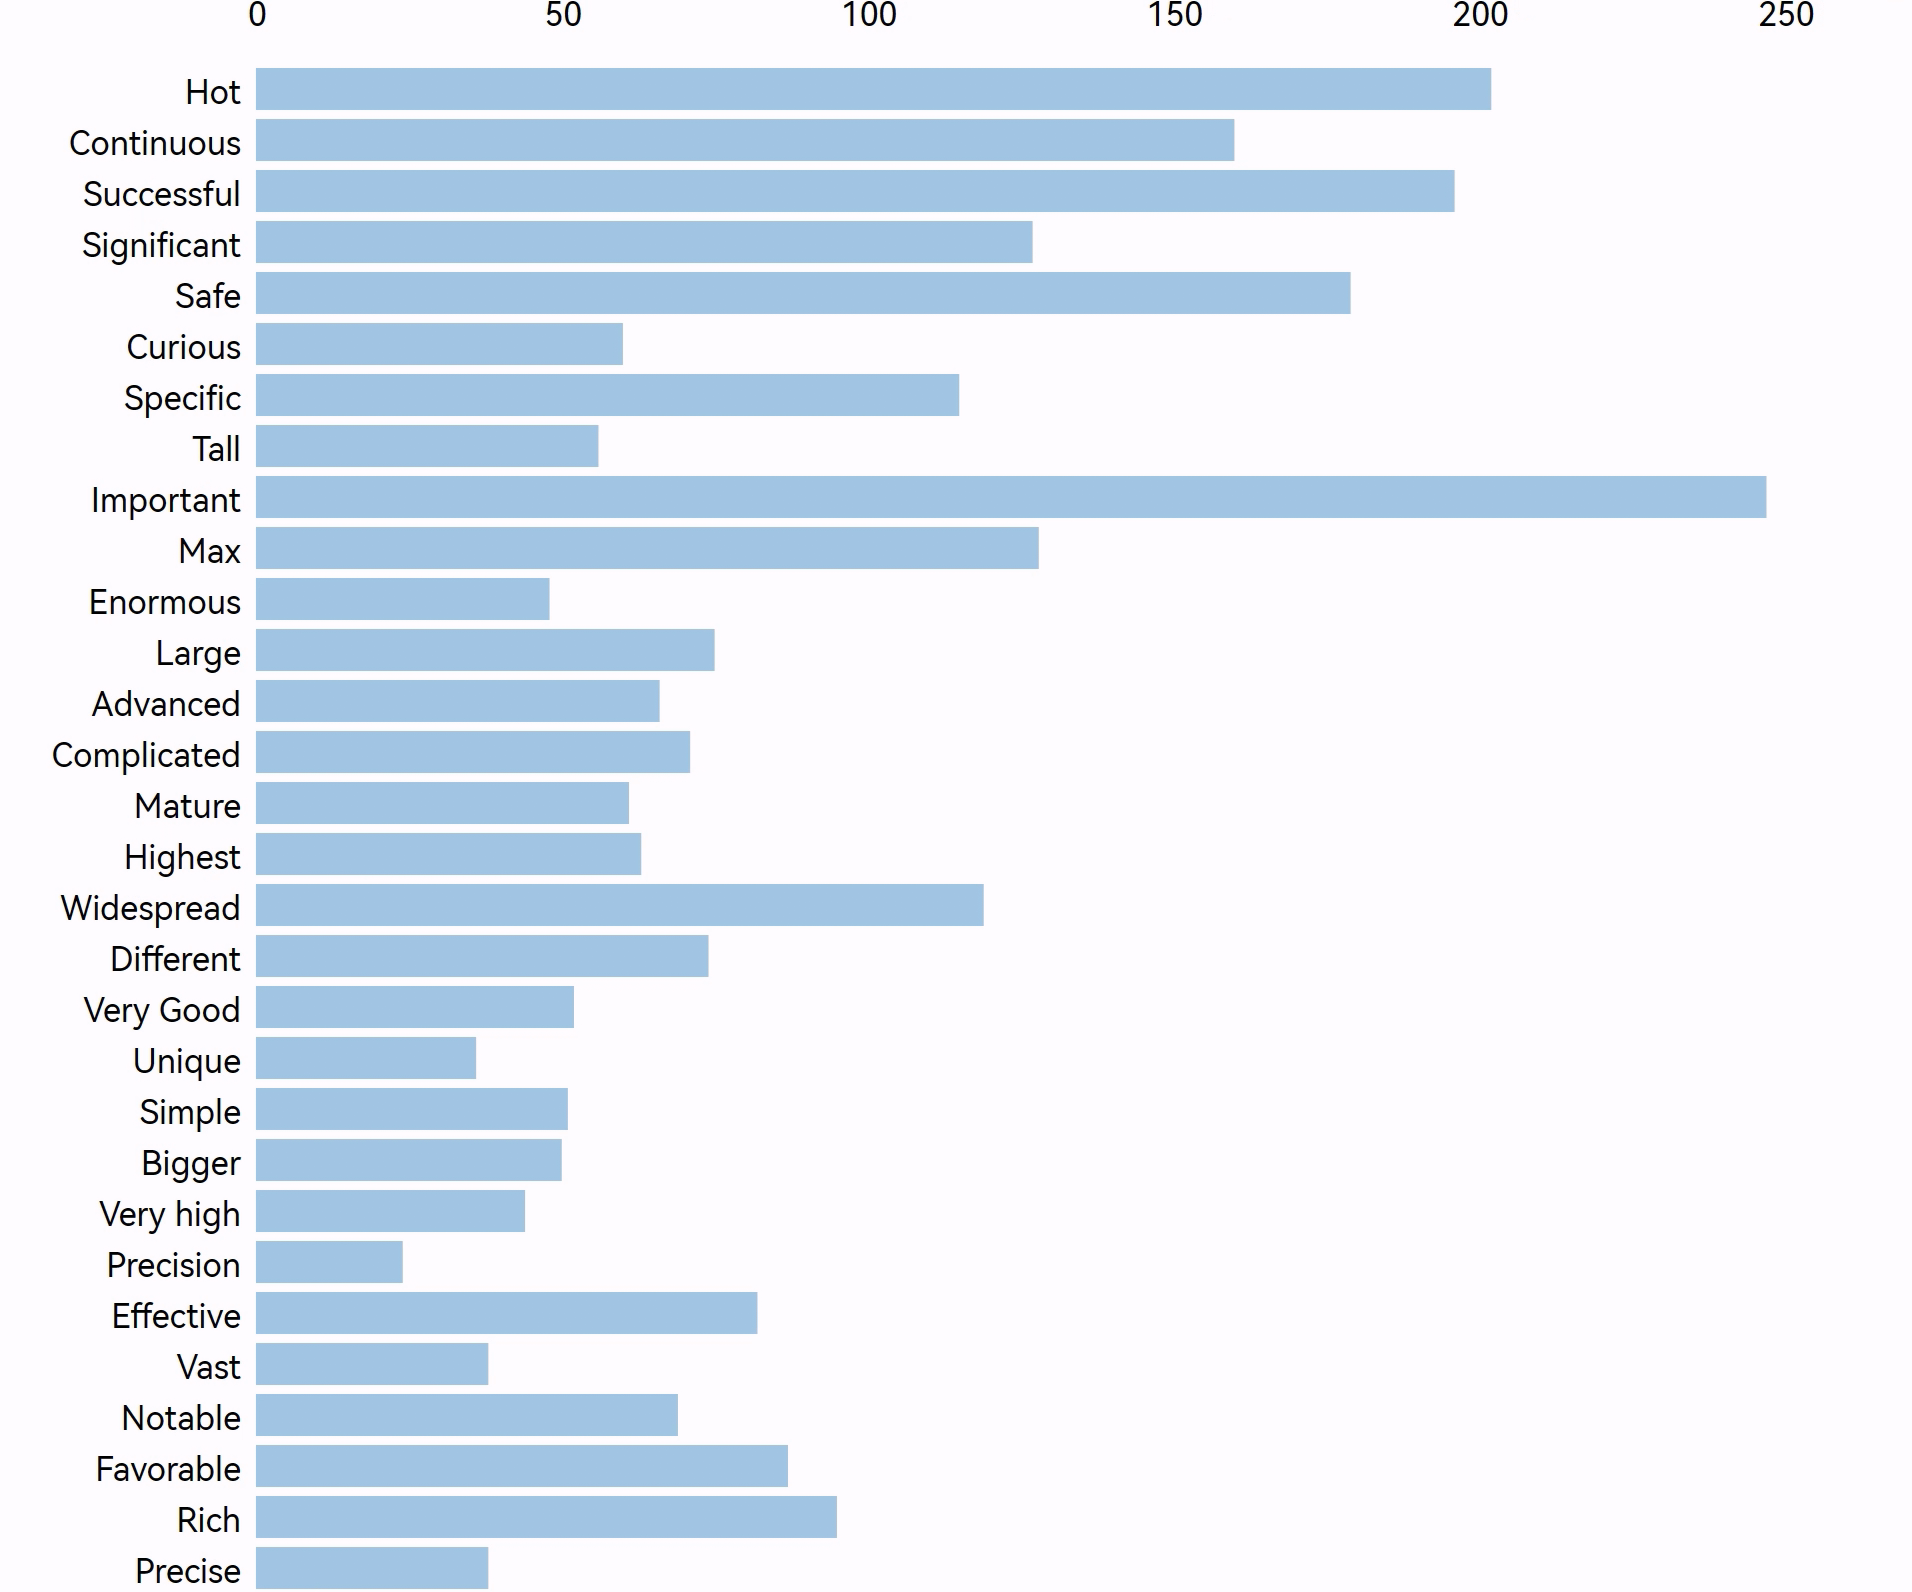 0 50 100 150 200 250
Hot
Continuous
Successful
Significant
Safe
Curious
Specific
Tall
Important
Max
Enormous
Large
Advanced
Complicated
Mature
Highest
Widespread
Different
Very Good
Unique
Simple
Bigger
Very high
Precision
Effective
Vast
Notable
Favorable
Rich
Precise